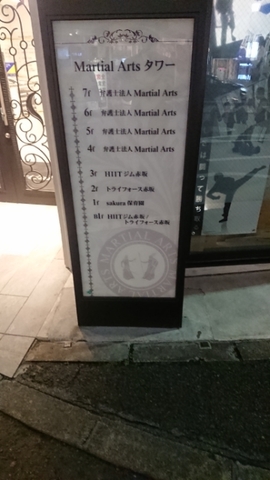 Martial Arts タワー
7f 弁護士法人 Martial Arts
6f 弁護士法人 Martial Arts
5f 弁護士法人 Martial Arts
4f 弁護士法人 Martial Arts
3f HIITジム赤坂
2f トライフォース赤坂
1f sakura 保育園
B1f HIITジム赤坂/
トライフォース赤坂
MARTIAL ARTS